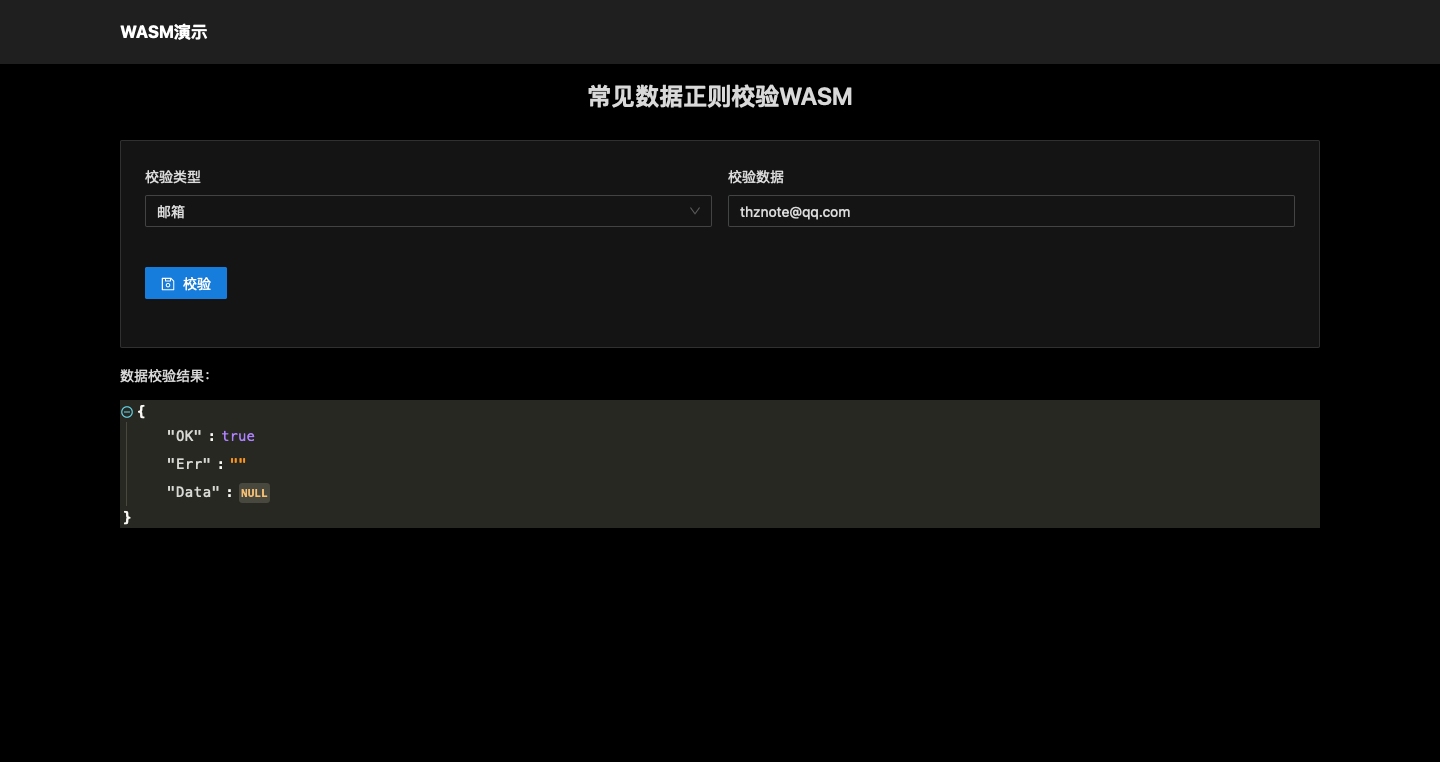 WASM演示
常见数据正则校验WASM
校验类型
校验数据
邮箱
thznote@qq.com
校验
数据校验结果：
{
"OK" : true
"Err" : ""
"Data" : NULL
}